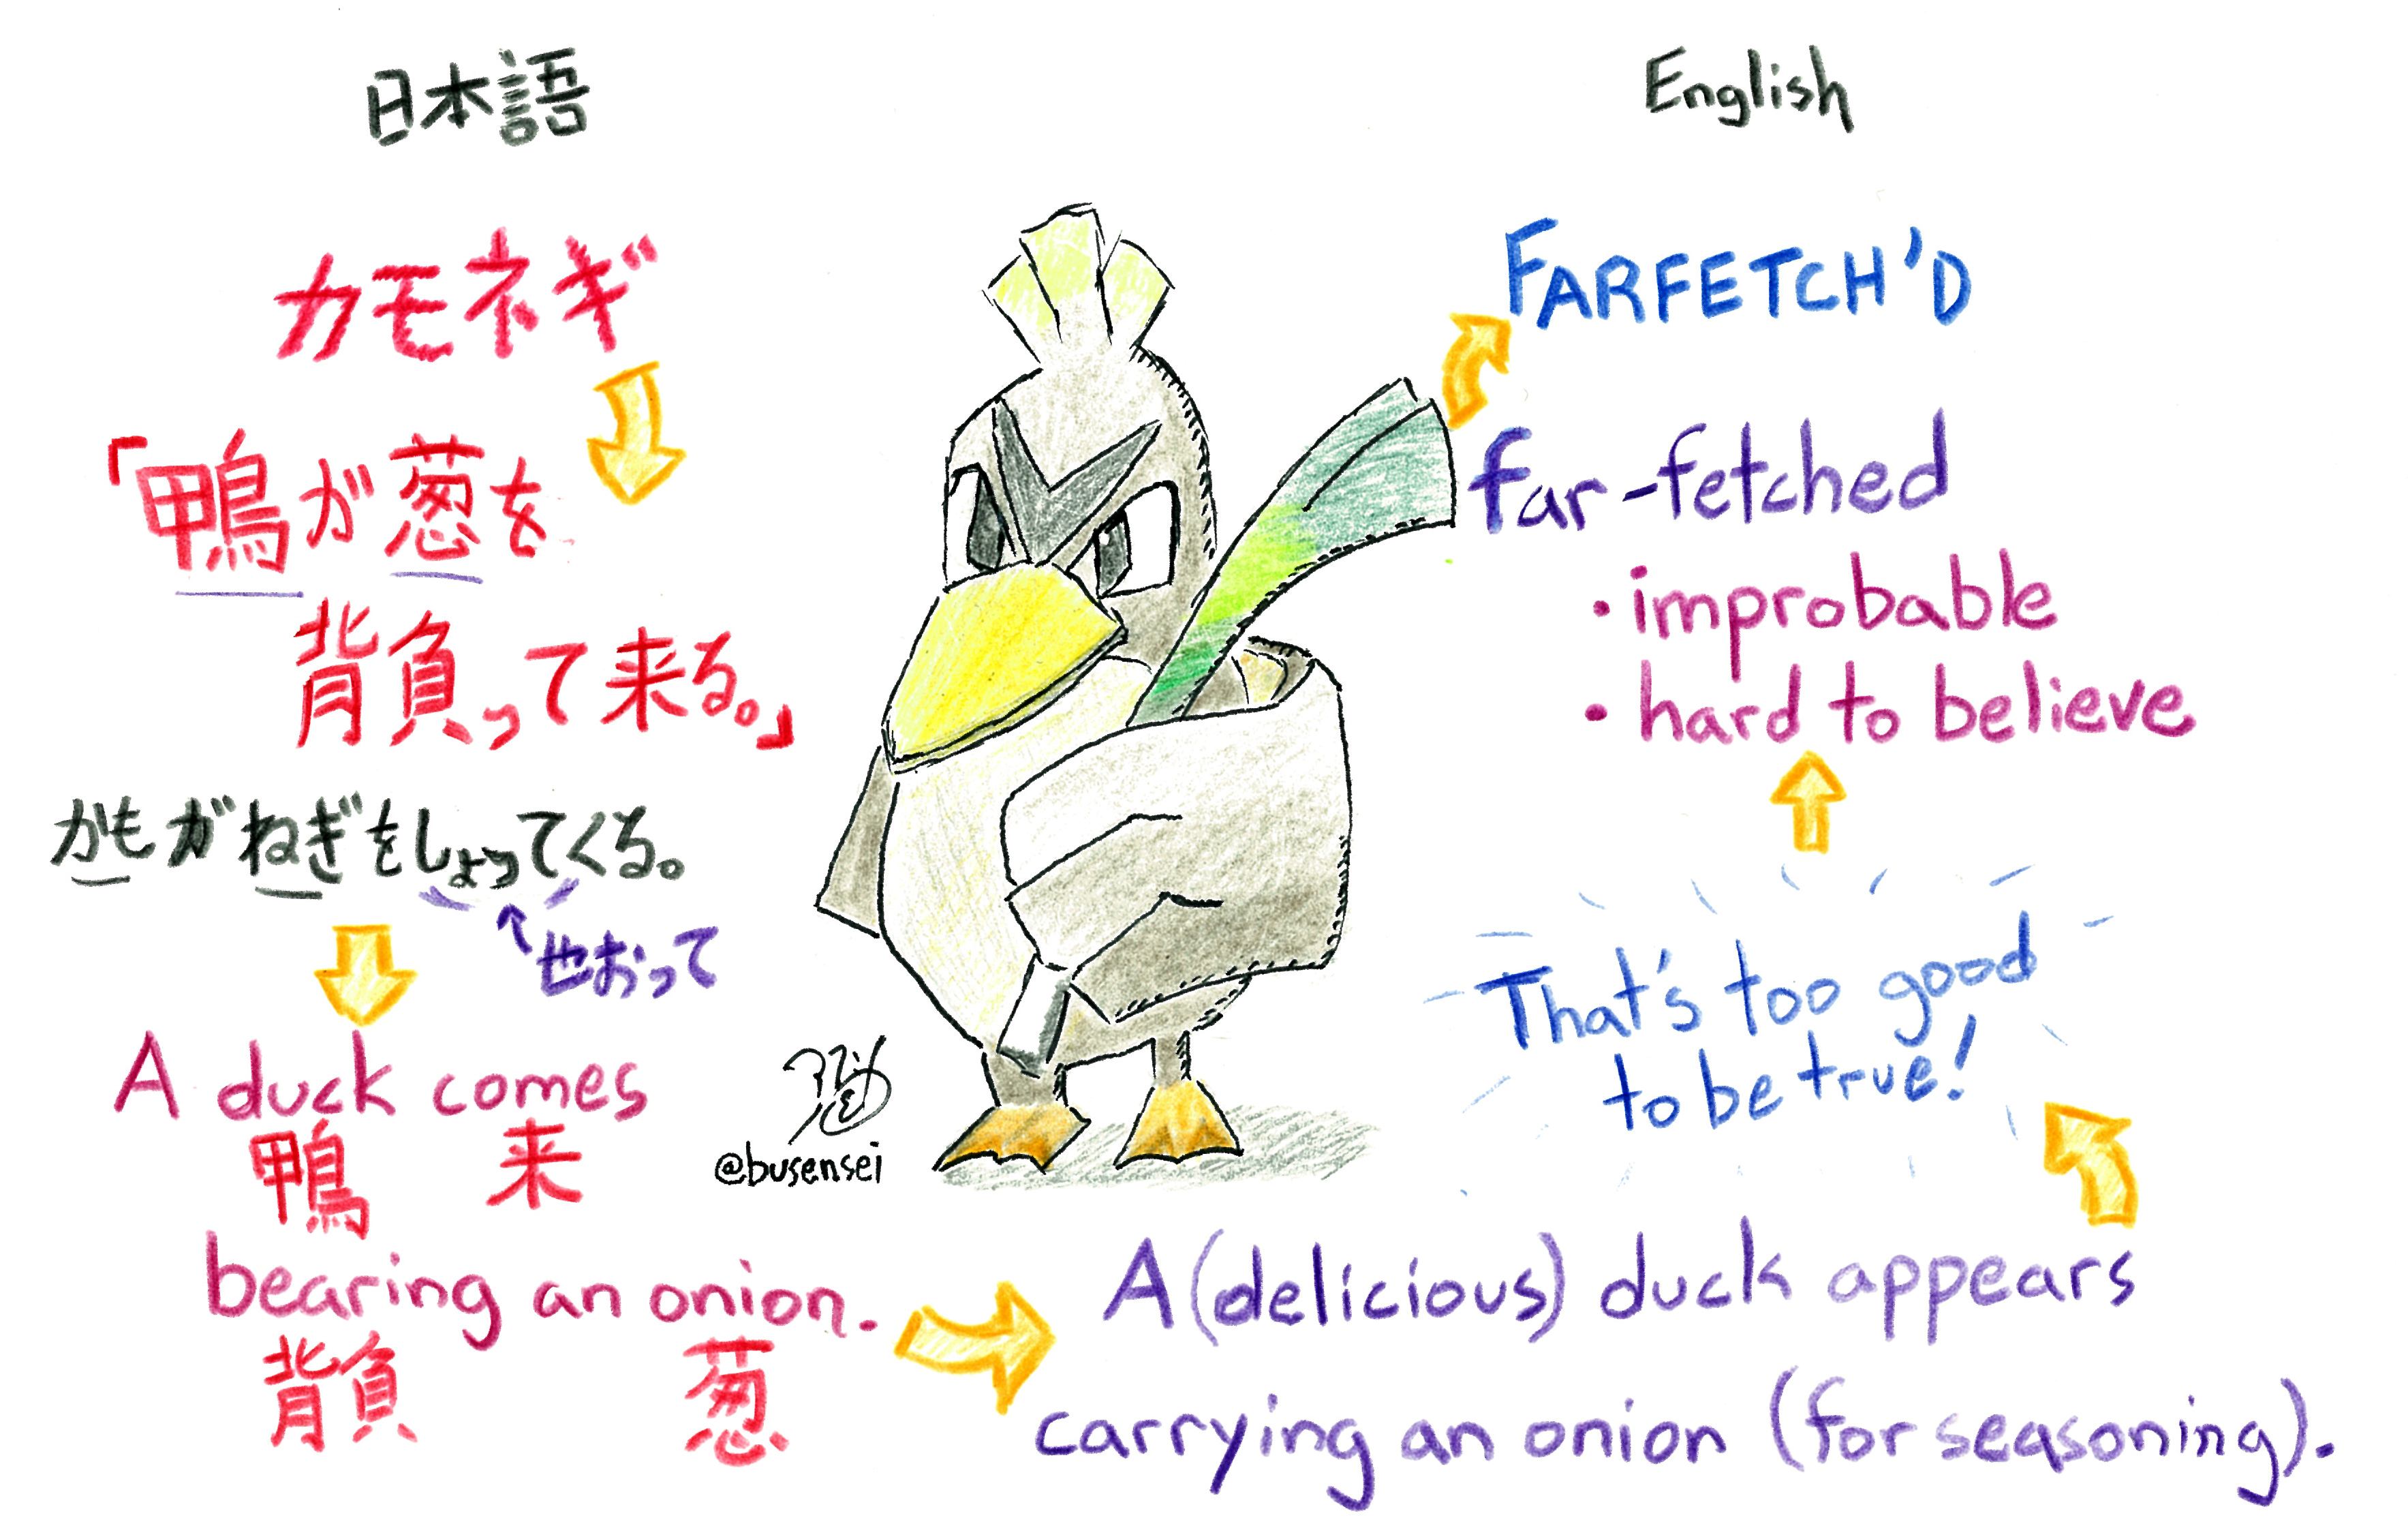 日本語
カモネギ
「鴨が葱を
背負って来る。」
かもがねぎをしょってくる。
せおって
A duck comes
鴨 来
bearing an onion.
背負 葱
@busensei
English
FARFETCH'D
far-fetched
• improbable
• hard to believe
That's too good
to be true!
A (delicious) duck appears
carrying an onion (for seasoning).